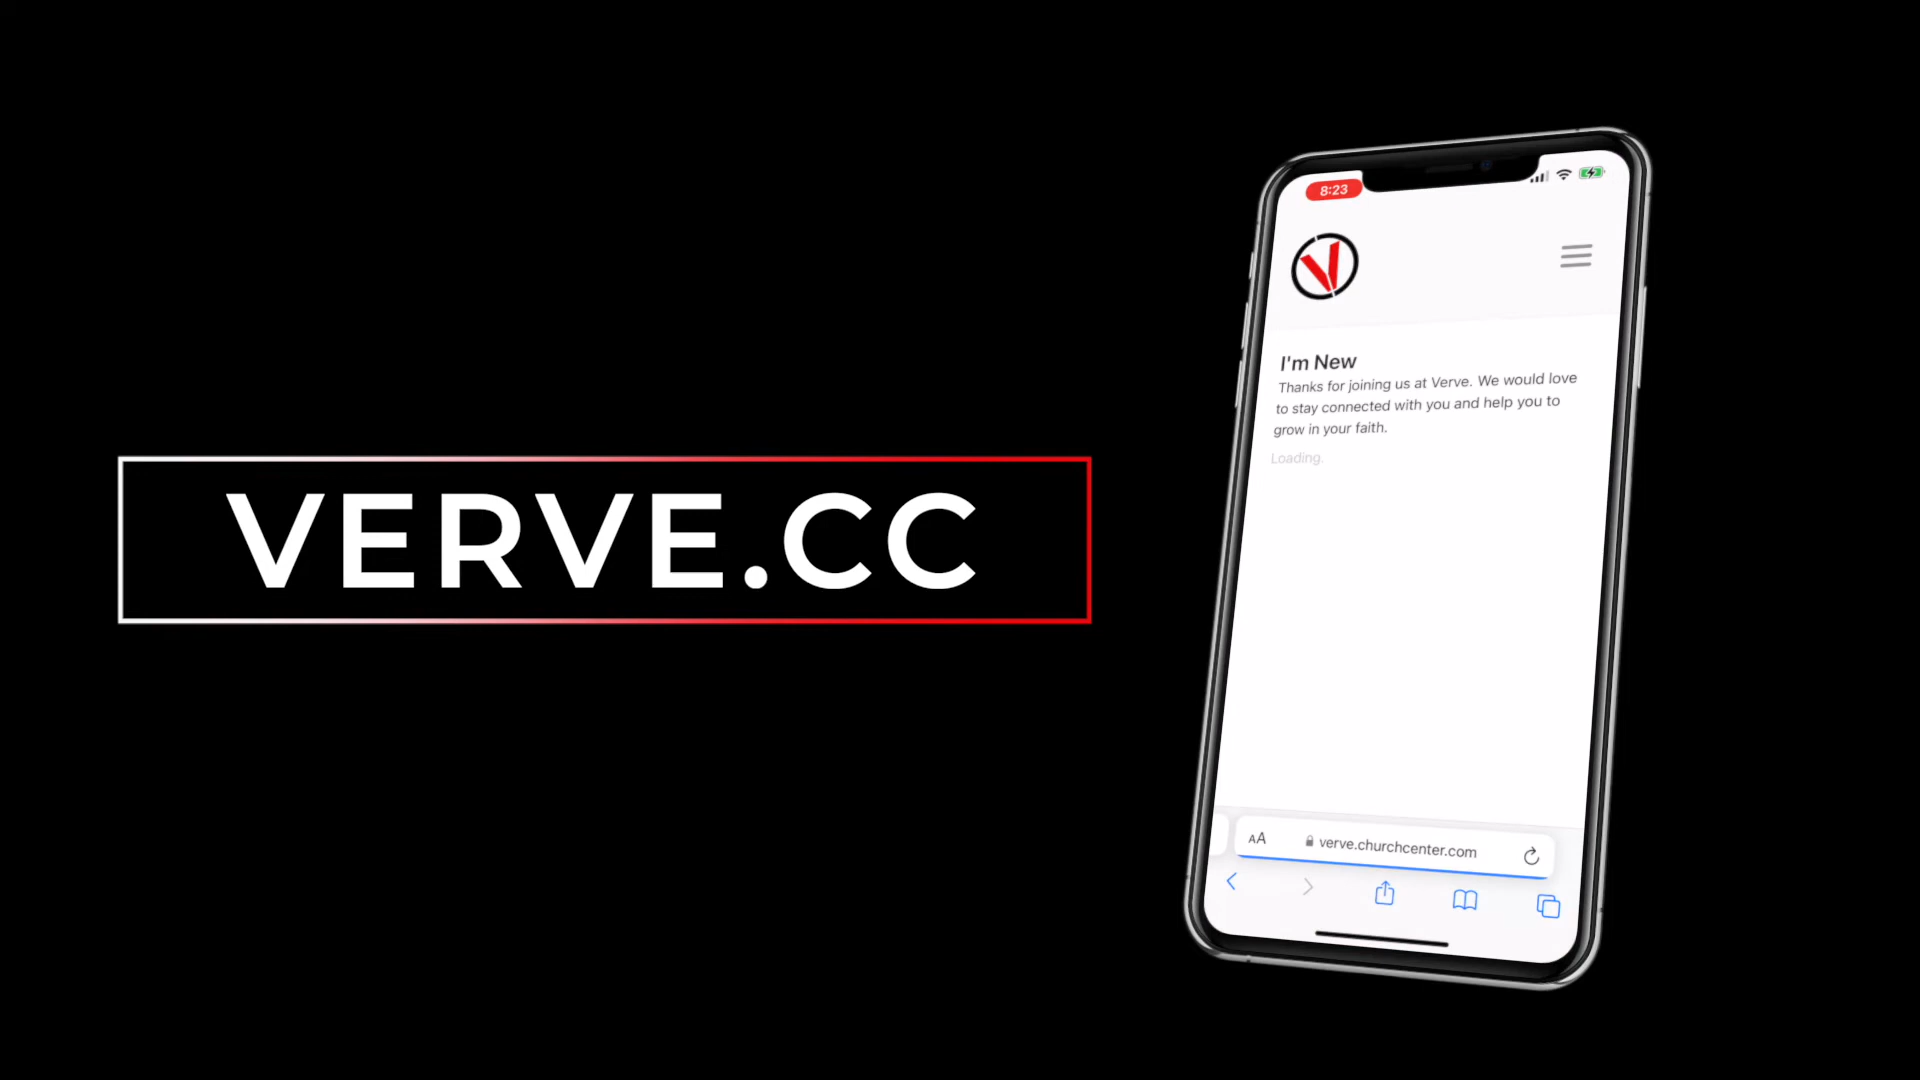 VERVE.CC
8:23
I'm New
Thanks for joining us at Verve. We would love
to stay connected with you and help you to
grow in your faith.
Loading.
AA verve.churchcenter.com